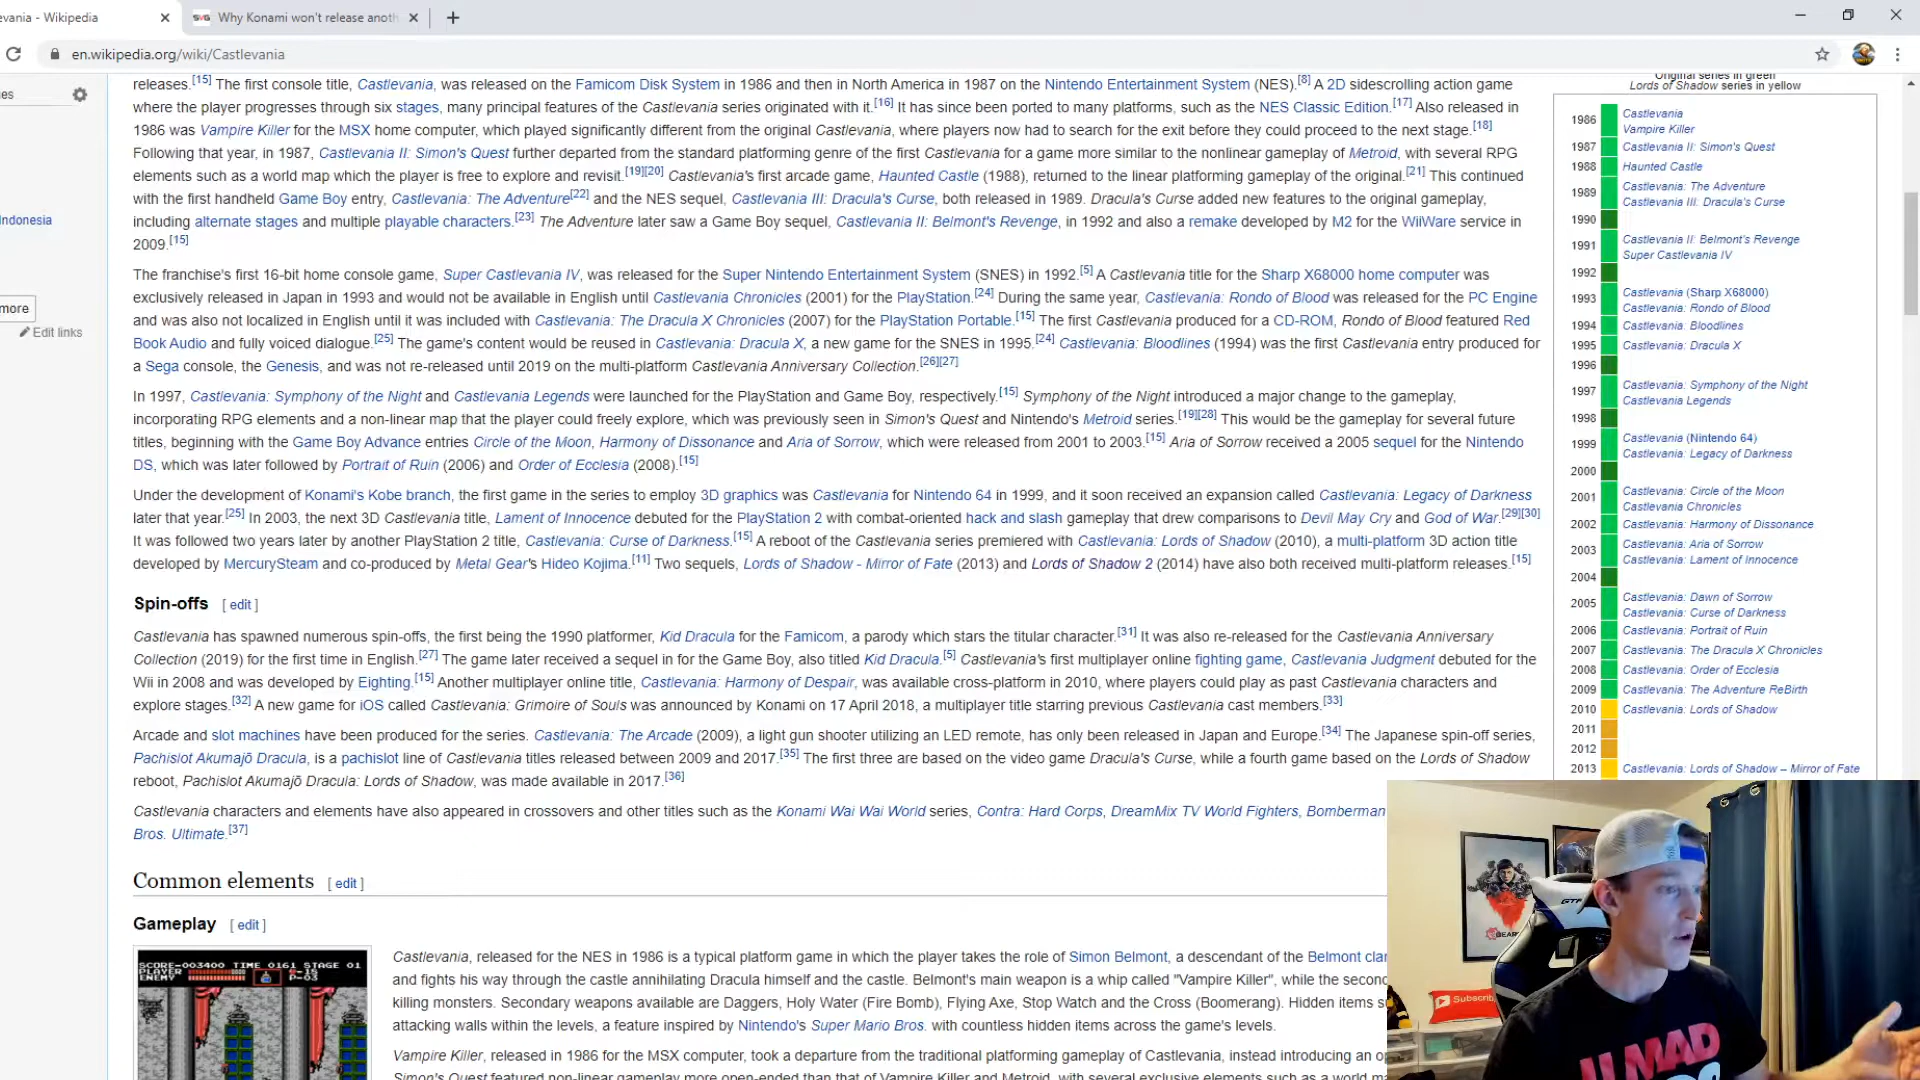 evania - Wikipedia
Why Konami won't release anoth
en.wikipedia.org/wiki/Castlevania
es
Indonesia
more
Edit links
releases.[15] The first console title, Castlevania, was released on the Famicom Disk System in 1986 and then in North America in 1987 on the Nintendo Entertainment System (NES).[8] A 2D sidescrolling action game
where the player progresses through six stages, many principal features of the Castlevania series originated with it.[16] It has since been ported to many platforms, such as the NES Classic Edition.[17] Also released in
1986 was Vampire Killer for the MSX home computer, which played significantly different from the original Castlevania, where players now had to search for the exit before they could proceed to the next stage.[18]
Following that year, in 1987, Castlevania II: Simon's Quest further departed from the standard platforming genre of the first Castlevania for a game more similar to the nonlinear gameplay of Metroid, with several RPG
elements such as a world map which the player is free to explore and revisit.[19][20] Castlevania's first arcade game, Haunted Castle (1988), returned to the linear platforming gameplay of the original.[21] This continued
with the first handheld Game Boy entry, Castlevania: The Adventure[22] and the NES sequel, Castlevania III: Dracula's Curse, both released in 1989. Dracula's Curse added new features to the original gameplay,
including alternate stages and multiple playable characters.[23] The Adventure later saw a Game Boy sequel, Castlevania II: Belmont's Revenge, in 1992 and also a remake developed by M2 for the WiiWare service in
2009.[15]
The franchise's first 16-bit home console game, Super Castlevania IV, was released for the Super Nintendo Entertainment System (SNES) in 1992.[5] A Castlevania title for the Sharp X68000 home computer was
exclusively released in Japan in 1993 and would not be available in English until Castlevania Chronicles (2001) for the PlayStation.[24] During the same year, Castlevania: Rondo of Blood was released for the PC Engine
and was also not localized in English until it was included with Castlevania: The Dracula X Chronicles (2007) for the PlayStation Portable.[15] The first Castlevania produced for a CD-ROM, Rondo of Blood featured Red
Book Audio and fully voiced dialogue.[25] The game's content would be reused in Castlevania: Dracula X, a new game for the SNES in 1995.[24] Castlevania: Bloodlines (1994) was the first Castlevania entry produced for
a Sega console, the Genesis, and was not re-released until 2019 on the multi-platform Castlevania Anniversary Collection.[26][27]
In 1997, Castlevania: Symphony of the Night and Castlevania Legends were launched for the PlayStation and Game Boy, respectively.[15] Symphony of the Night introduced a major change to the gameplay,
incorporating RPG elements and a non-linear map that the player could freely explore, which was previously seen in Simon's Quest and Nintendo's Metroid series.[19][28] This would be the gameplay for several future
titles, beginning with the Game Boy Advance entries Circle of the Moon, Harmony of Dissonance and Aria of Sorrow, which were released from 2001 to 2003.[15] Aria of Sorrow received a 2005 sequel for the Nintendo
DS, which was later followed by Portrait of Ruin (2006) and Order of Ecclesia (2008).[15]
Under the development of Konami's Kobe branch, the first game in the series to employ 3D graphics was Castlevania for Nintendo 64 in 1999, and it soon received an expansion called Castlevania: Legacy of Darkness
later that year.[25] In 2003, the next 3D Castlevania title, Lament of Innocence debuted for the PlayStation 2 with combat-oriented hack and slash gameplay that drew comparisons to Devil May Cry and God of War.[29][30]
It was followed two years later by another PlayStation 2 title, Castlevania: Curse of Darkness.[15] A reboot of the Castlevania series premiered with Castlevania: Lords of Shadow (2010), a multi-platform 3D action title
developed by MercurySteam and co-produced by Metal Gear's Hideo Kojima.[11] Two sequels, Lords of Shadow - Mirror of Fate (2013) and Lords of Shadow 2 (2014) have also both received multi-platform releases.[15]
Spin-offs [ edit ]
Castlevania has spawned numerous spin-offs, the first being the 1990 platformer, Kid Dracula for the Famicom, a parody which stars the titular character.[31] It was also re-released for the Castlevania Anniversary
Collection (2019) for the first time in English.[27] The game later received a sequel in for the Game Boy, also titled Kid Dracula.[5] Castlevania's first multiplayer online fighting game, Castlevania Judgment debuted for the
Wii in 2008 and was developed by Eighting.[15] Another multiplayer online title, Castlevania: Harmony of Despair, was available cross-platform in 2010, where players could play as past Castlevania characters and
explore stages.[32] A new game for iOS called Castlevania: Grimoire of Souls was announced by Konami on 17 April 2018, a multiplayer title starring previous Castlevania cast members.[33]
Arcade and slot machines have been produced for the series. Castlevania: The Arcade (2009), a light gun shooter utilizing an LED remote, has only been released in Japan and Europe.[34] The Japanese spin-off series,
Pachislot Akumajō Dracula, is a pachislot line of Castlevania titles released between 2009 and 2017.[35] The first three are based on the video game Dracula's Curse, while a fourth game based on the Lords of Shadow
reboot, Pachislot Akumajō Dracula: Lords of Shadow, was made available in 2017.[36]
Castlevania characters and elements have also appeared in crossovers and other titles such as the Konami Wai Wai World series, Contra: Hard Corps, DreamMix TV World Fighters, Bomberman
Bros. Ultimate.[37]
Common elements [ edit ]
Gameplay [ edit ]
SCORE-003400 TIME 0161 STAGE 01
PLAYER
ENEMY
P-03
Castlevania, released for the NES in 1986 is a typical platform game in which the player takes the role of Simon Belmont, a descendant of the Belmont clan
and fights his way through the castle annihilating Dracula himself and the castle. Belmont's main weapon is a whip called "Vampire Killer", while the secon
killing monsters. Secondary weapons available are Daggers, Holy Water (Fire Bomb), Flying Axe, Stop Watch and the Cross (Boomerang). Hidden items s
attacking walls within the levels, a feature inspired by Nintendo's Super Mario Bros. with countless hidden items across the game's levels.
Vampire Killer, released in 1986 for the MSX computer, took a departure from the traditional platforming gameplay of Castlevania, instead introducing an op
Simon's Quest featured non-linear gameplay more open-ended than that of Vampire Killer and Metroid, with several exclusive elements such as a world ma
Original series in green
Lords of Shadow series in yellow
1986 Castlevania
Vampire Killer
1987 Castlevania II: Simon's Quest
1988 Haunted Castle
1989 Castlevania: The Adventure
Castlevania III: Dracula's Curse
1990
1991 Castlevania II: Belmont's Revenge
Super Castlevania IV
1992
1993 Castlevania (Sharp X68000)
Castlevania: Rondo of Blood
1994 Castlevania: Bloodlines
1995 Castlevania: Dracula X
1996
1997 Castlevania: Symphony of the Night
Castlevania Legends
1998
1999 Castlevania (Nintendo 64)
Castlevania: Legacy of Darkness
2000
2001 Castlevania: Circle of the Moon
Castlevania Chronicles
2002 Castlevania: Harmony of Dissonance
2003 Castlevania: Aria of Sorrow
Castlevania: Lament of Innocence
2004
2005 Castlevania: Dawn of Sorrow
Castlevania: Curse of Darkness
2006 Castlevania: Portrait of Ruin
2007 Castlevania: The Dracula X Chronicles
2008 Castlevania: Order of Ecclesia
2009 Castlevania: The Adventure ReBirth
2010 Castlevania: Lords of Shadow
2011
2012
2013 Castlevania: Lords of Shadow – Mirror of Fate
GEARS
GTR
Subscrib
U MAD